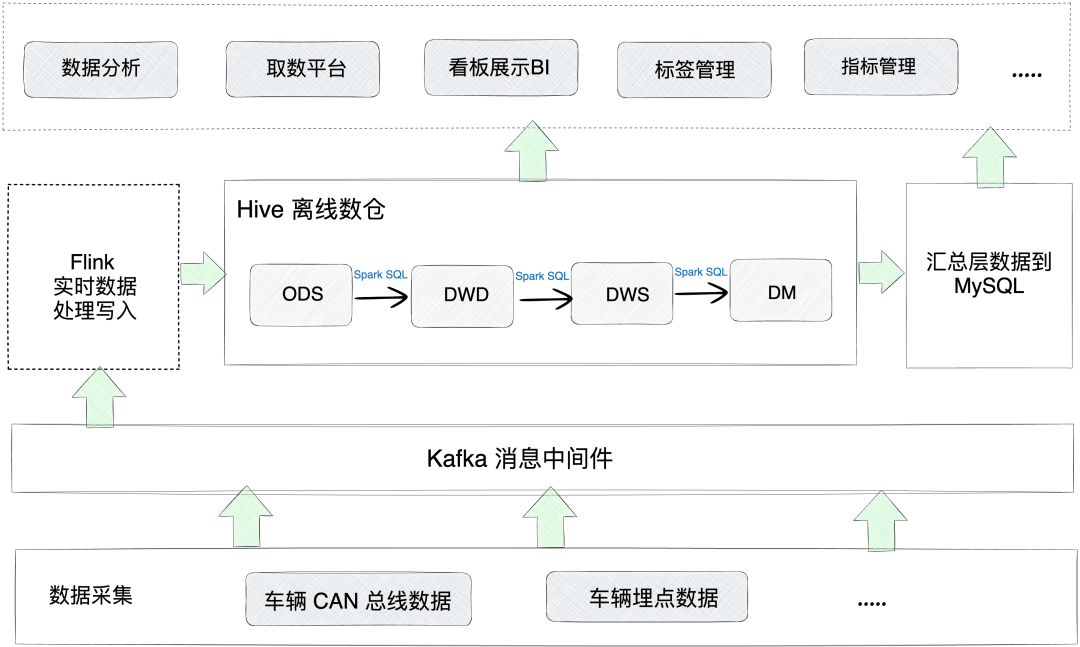 数据分析
取数平台
看板展示BI
标签管理
指标管理
.....
Flink
实时数据
处理写入
Hive 离线数仓
ODS
Spark SQL
DWD
Spark SQL
DWS
Spark SQL
DM
汇总层数据到
MySQL
Kafka 消息中间件
数据采集
车辆 CAN 总线数据
车辆埋点数据
.....